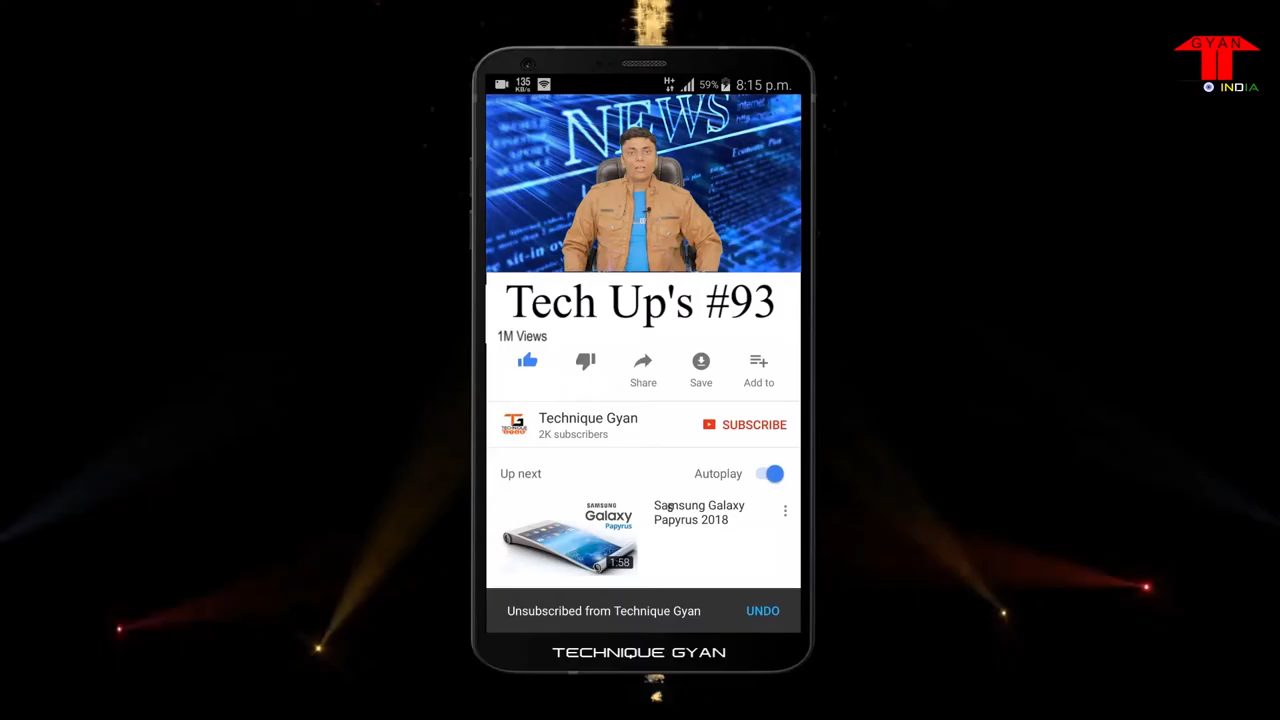 GYAN
INDIA
135
KB/s
H+
59%
8:15 p.m.
NEWS
Tech Up's #93
1M Views
Share
Save
Add to
TG
TECHNIQUE
Technique Gyan
2K subscribers
SUBSCRIBE
Up next
Autoplay
SAMSUNG
Galaxy
Papyrus
1:58
Samsung Galaxy
Papyrus 2018
Unsubscribed from Technique Gyan
UNDO
TECHNIQUE GYAN